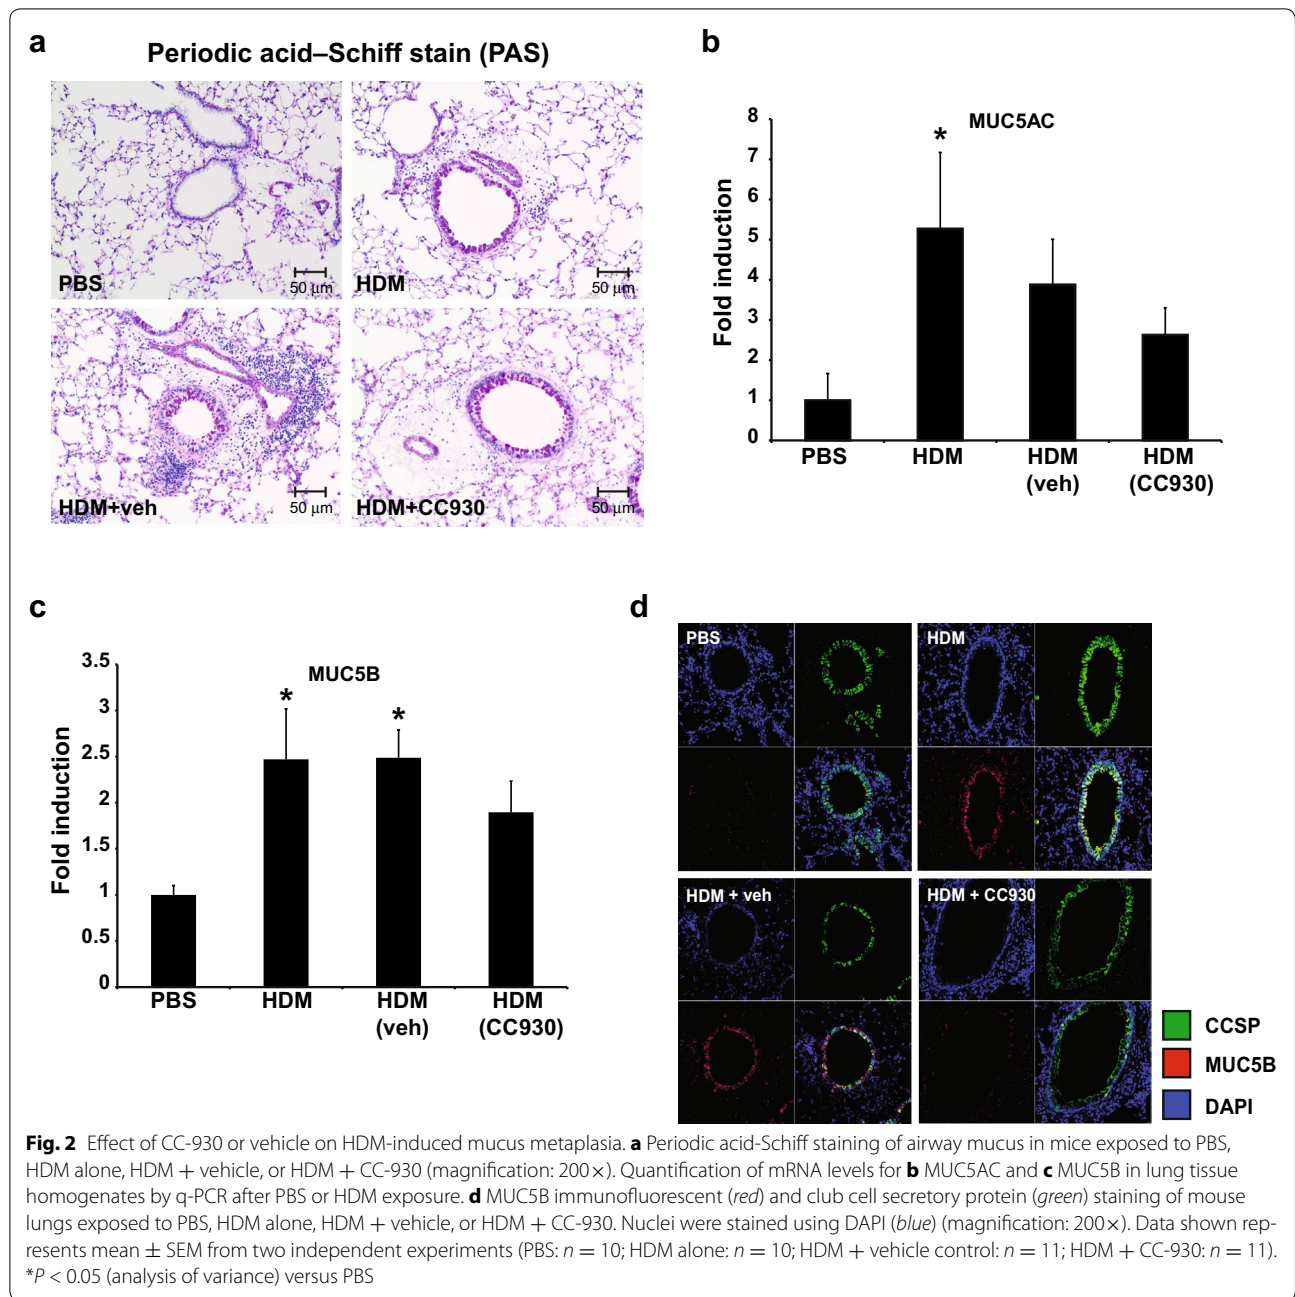 a
Periodic acid–Schiff stain (PAS)
PBS
50 µm
HDM
50 µm
HDM+veh
50 µm
HDM+CC930
50 µm
b
MUC5AC
*
Fold induction
8
7
6
5
4
3
2
1
0
PBS
HDM
HDM
(veh)
HDM
(CC930)
c
MUC5B
*
*
Fold induction
3.5
3
2.5
2
1.5
1
0.5
0
PBS
HDM
HDM
(veh)
HDM
(CC930)
d
PBS
HDM
HDM + veh
HDM + CC930
CCSP
MUC5B
DAPI
Fig. 2 Effect of CC-930 or vehicle on HDM-induced mucus metaplasia. a Periodic acid-Schiff staining of airway mucus in mice exposed to PBS,
HDM alone, HDM + vehicle, or HDM + CC-930 (magnification: 200×). Quantification of mRNA levels for b MUC5AC and c MUC5B in lung tissue
homogenates by q-PCR after PBS or HDM exposure. d MUC5B immunofluorescent (red) and club cell secretory protein (green) staining of mouse
lungs exposed to PBS, HDM alone, HDM + vehicle, or HDM + CC-930. Nuclei were stained using DAPI (blue) (magnification: 200×). Data shown rep-
resents mean ± SEM from two independent experiments (PBS: n = 10; HDM alone: n = 10; HDM + vehicle control: n = 11; HDM + CC-930: n = 11).
*P < 0.05 (analysis of variance) versus PBS